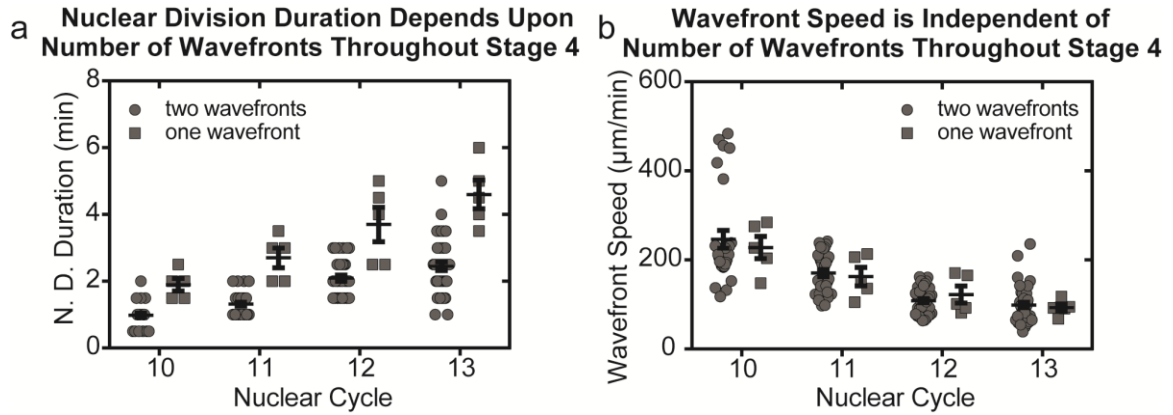 a
Nuclear Division Duration Depends Upon
Number of Wavefronts Throughout Stage 4
N. D. Duration (min)
8
6
4
2
0
two wavefronts
one wavefront
10 11 12 13
Nuclear Cycle
b
Wavefront Speed is Independent of
Number of Wavefronts Throughout Stage 4
Wavefront Speed (µm/min)
600
400
200
0
two wavefronts
one wavefront
10 11 12 13
Nuclear Cycle